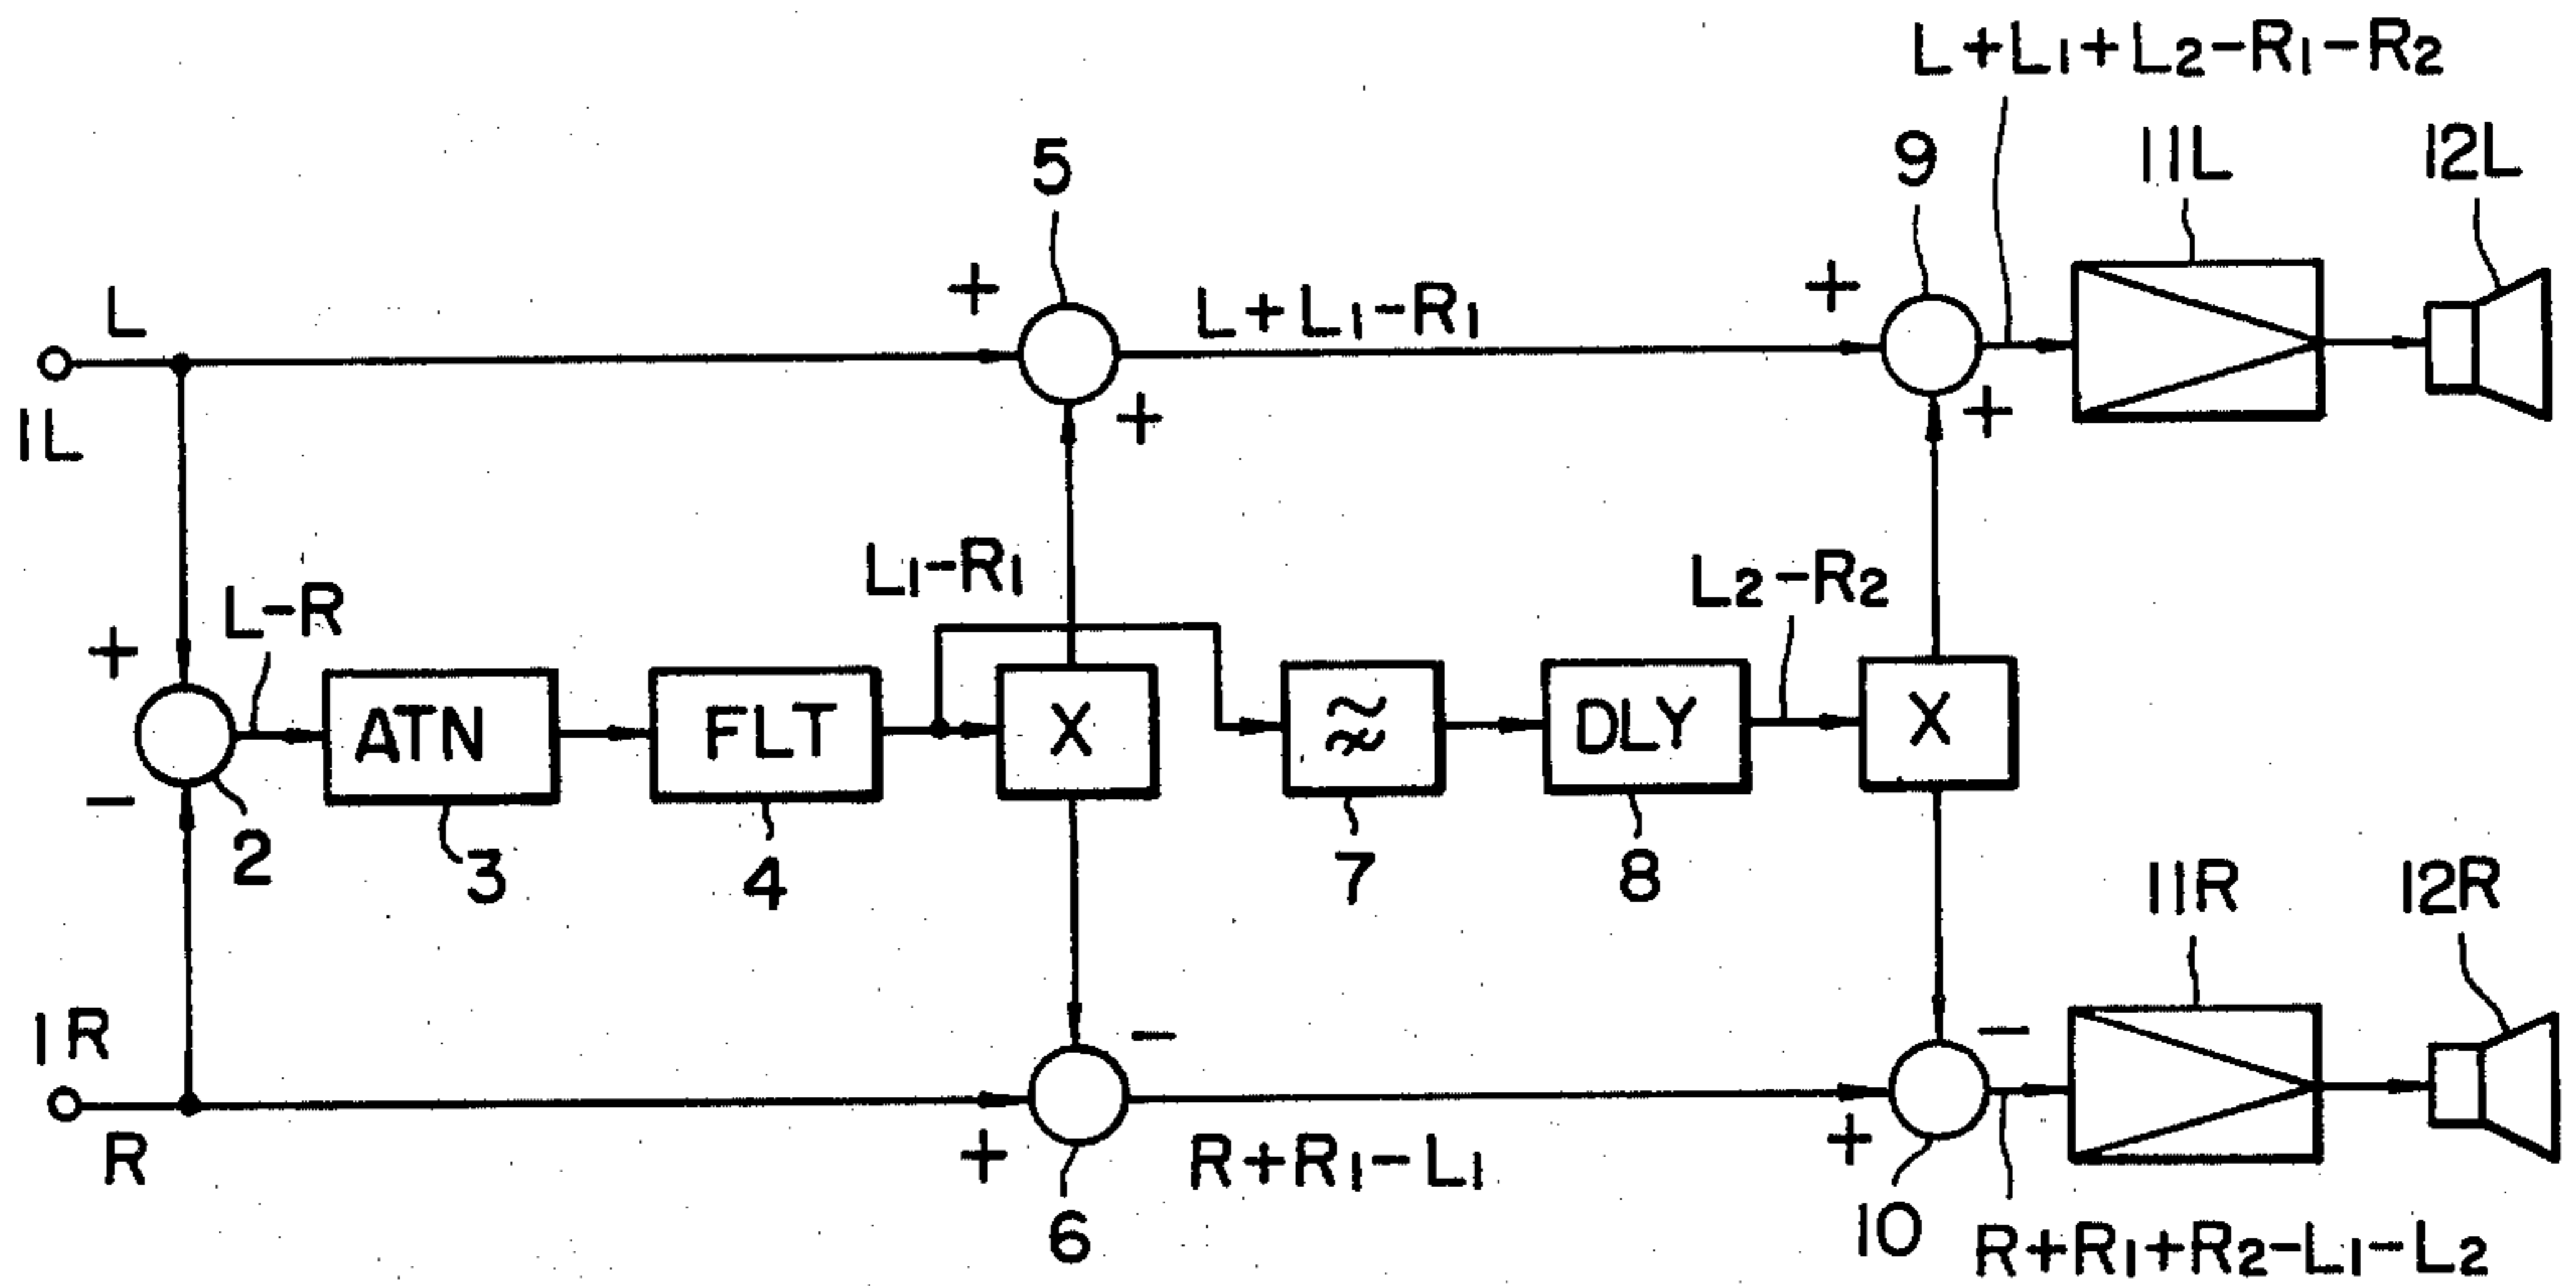 L+L1+L2-R1-R2
5
9
11L
12L
+
+
L
L+L1-R1
1L
+
+
L1-R1
L2-R2
L-R
+
ATN
FLT
X
≈
DLY
X
-
2
3
4
7
8
11R
12R
1R
-
-
R
+
R+R1-L1
+
6
10
R+R1+R2-L1-L2